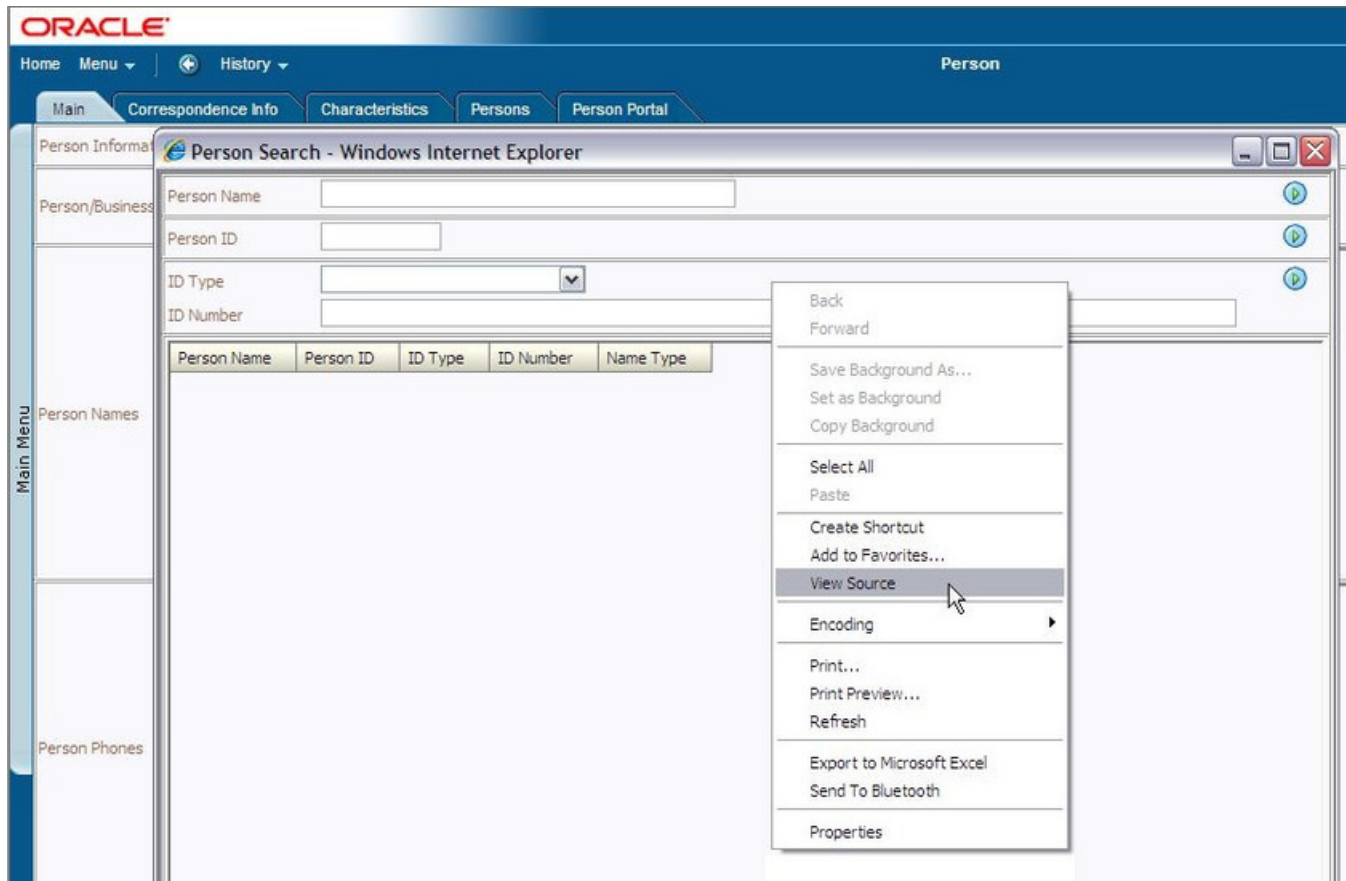 ORACLE
Home Menu History Person
Main Correspondence Info Characteristics Persons Person Portal
Person Informat
Person/Business
Person Names
Person Phones
Main Menu
Person Search - Windows Internet Explorer
Person Name
Person ID
ID Type
ID Number
Person Name Person ID ID Type ID Number Name Type
Back
Forward
Save Background As...
Set as Background
Copy Background
Select All
Paste
Create Shortcut
Add to Favorites...
View Source
Encoding
Print...
Print Preview...
Refresh
Export to Microsoft Excel
Send To Bluetooth
Properties